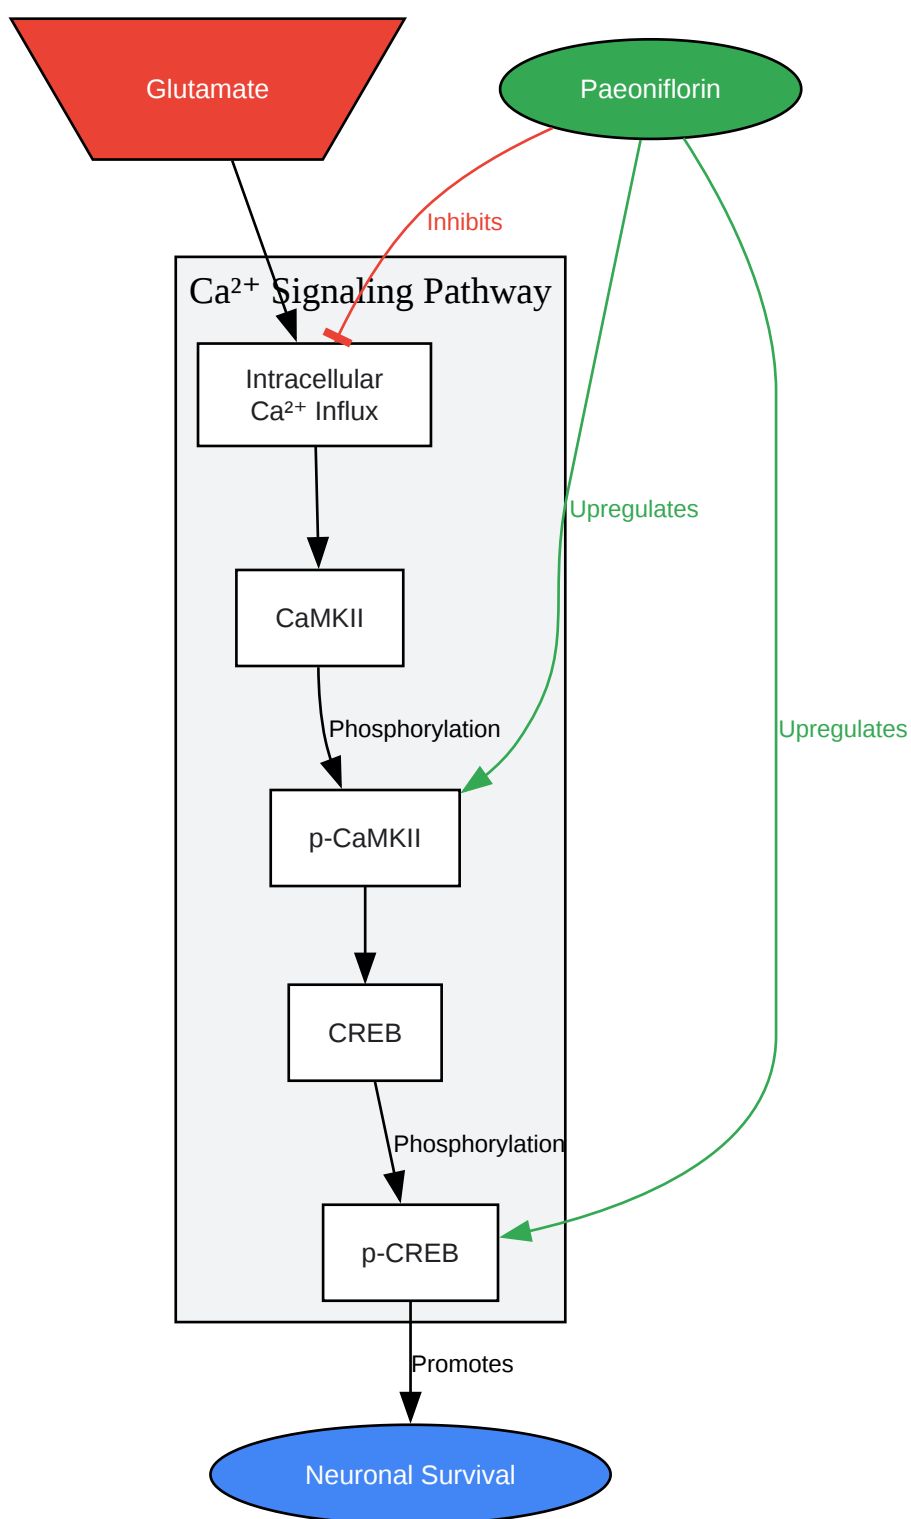 Glutamate
Paeoniflorin
Inhibits
Ca²⁺ Signaling Pathway
Intracellular
Ca²⁺ Influx
Upregulates
CaMKII
Phosphorylation
Upregulates
p-CaMKII
CREB
Phosphorylation
p-CREB
Promotes
Neuronal Survival